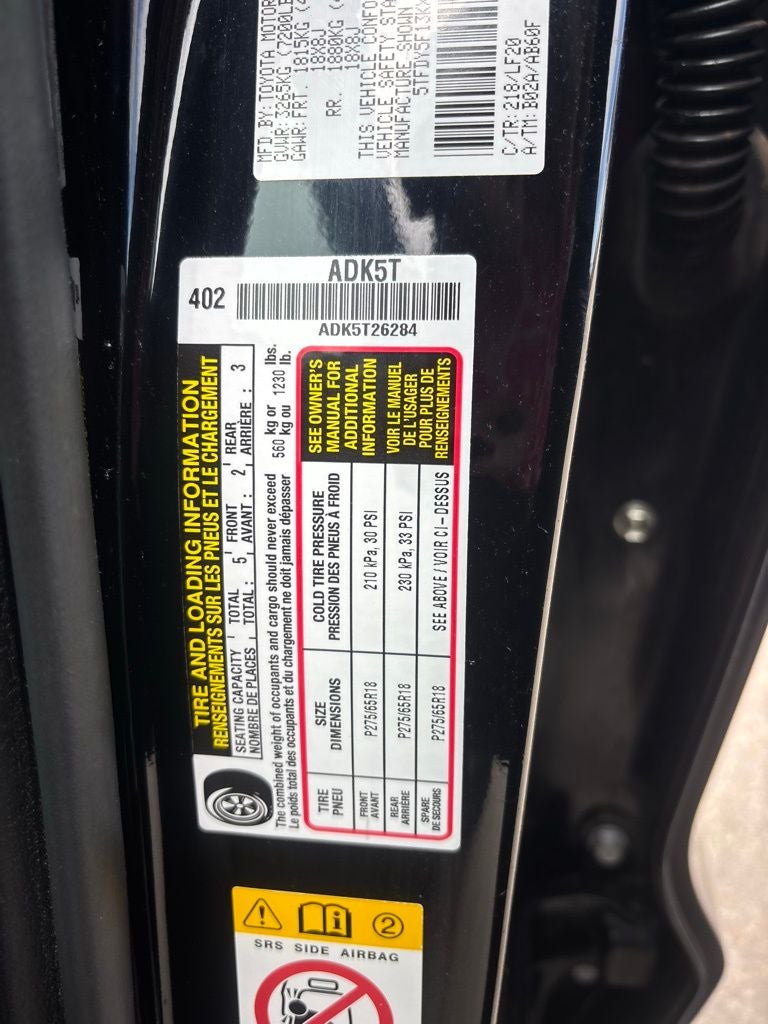 MFD BY: TOYOTA MOTOR
GVWR: 3265KG (7200LB
GAWR: FRT. 1815KG (4
18X8J
RR. 1880KG (4
18X8J
THIS VEHICLE CONFO
VEHICLE SAFETY STA
MANUFACTURE SHOWN
5TFDY5F13K
C/TR: 218/LF20
A/TM: B02A/AB60F
ADK5T
402
ADK5T26284
TIRE AND LOADING INFORMATION
RENSEIGNEMENTS SUR LES PNEUS ET LE CHARGEMENT
SEATING CAPACITY TOTAL : 5 FRONT : 2 REAR : 3
NOMBRE DE PLACES TOTAL : AVANT : ARRIÈRE :
The combined weight of occupants and cargo should never exceed 560 kg or 1230 lbs.
Le poids total des occupants et du chargement ne doit jamais dépasser kg ou lb.
TIRE SIZE COLD TIRE PRESSURE
PNEU DIMENSIONS PRESSION DES PNEUS À FROID
FRONT P275/65R18 210 kPa, 30 PSI
AVANT
REAR P275/65R18 230 kPa, 33 PSI
ARRIÈRE
SPARE P275/65R18 SEE ABOVE / VOIR CI-DESSUS
DE SECOURS
SEE OWNER'S
MANUAL FOR
ADDITIONAL
INFORMATION
VOIR LE MANUEL
DE L'USAGER
POUR PLUS DE
RENSEIGNEMENTS
2
SRS SIDE AIRBAG